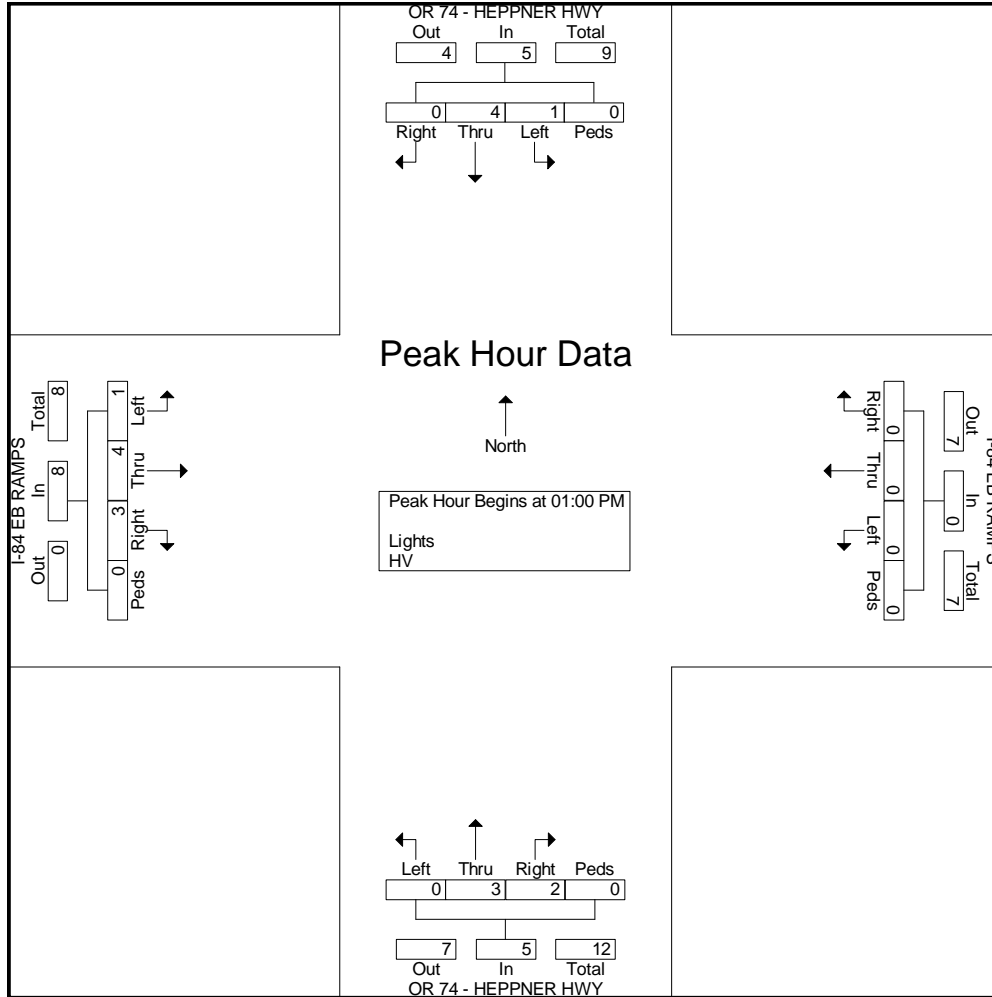 OR 74 - HEPPNER HWY
Out In Total
4 5 9
0 4 1 0
Right Thru Left Peds
Peak Hour Data
North
Peak Hour Begins at 01:00 PM
Lights
HV
I-84 EB RAMPS
Total In Out
8 8 0
1 4 3 0
Left Thru Right Peds
Right Thru Left Peds
0 0 0 0
Out In Total
7 0 7
I-84 EB RAMPS
Left Thru Right Peds
0 3 2 0
7 5 12
Out In Total
OR 74 - HEPPNER HWY